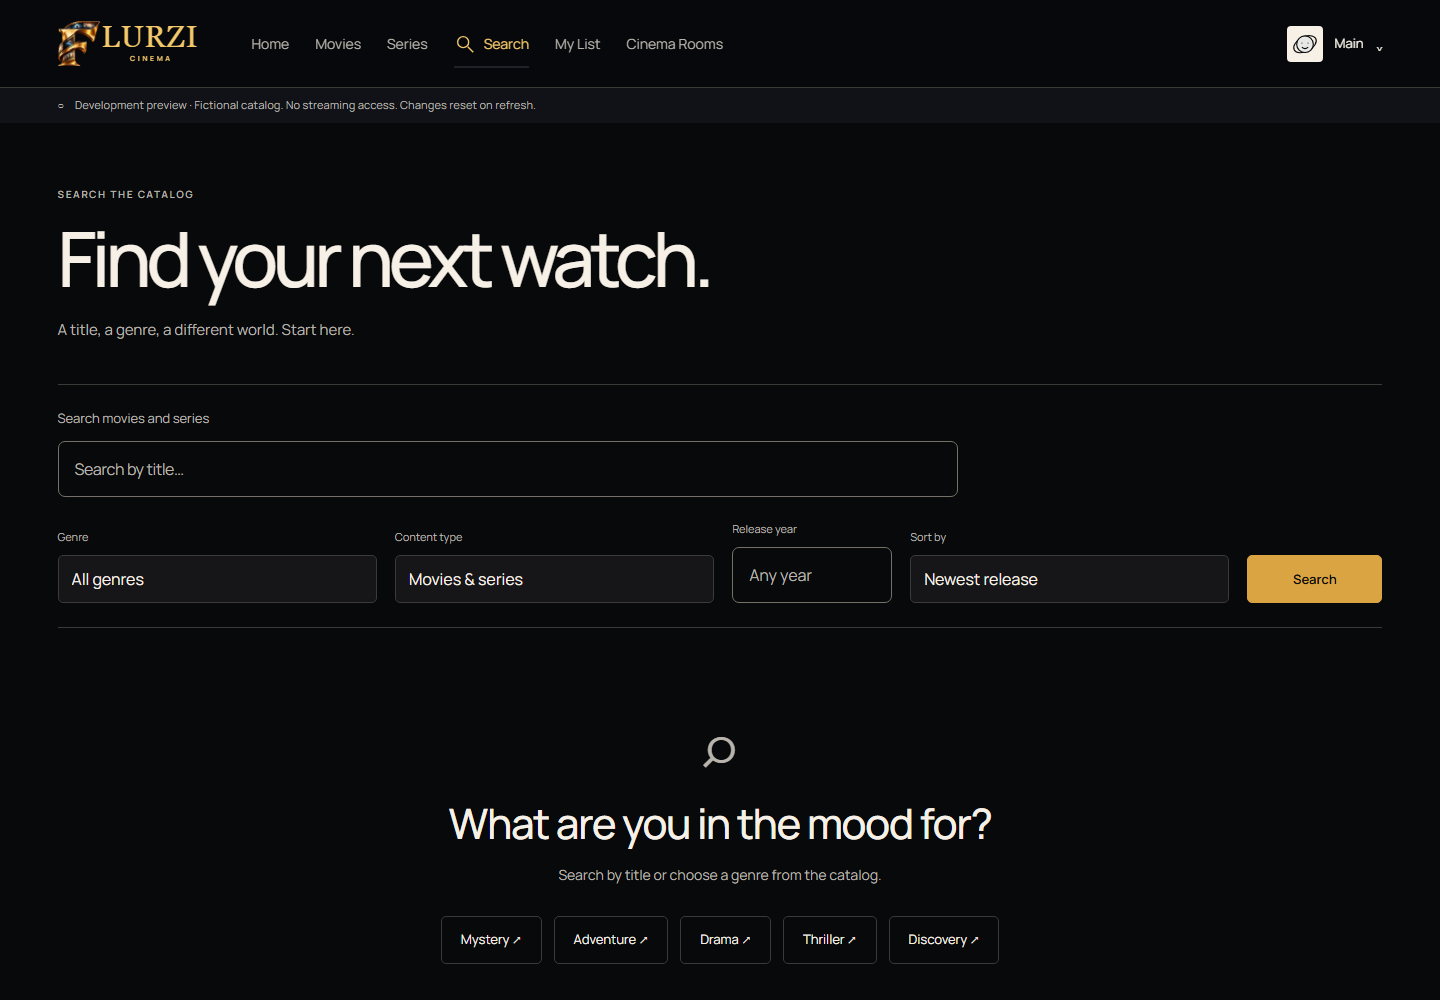 FLURZI
CINEMA
Home
Movies
Series
Search
My List
Cinema Rooms
Main
Development preview · Fictional catalog. No streaming access. Changes reset on refresh.
SEARCH THE CATALOG
Find your next watch.
A title, a genre, a different world. Start here.
Search movies and series
Search by title...
Genre
All genres
Content type
Movies & series
Release year
Any year
Sort by
Newest release
Search
What are you in the mood for?
Search by title or choose a genre from the catalog.
Mystery ↗
Adventure ↗
Drama ↗
Thriller ↗
Discovery ↗